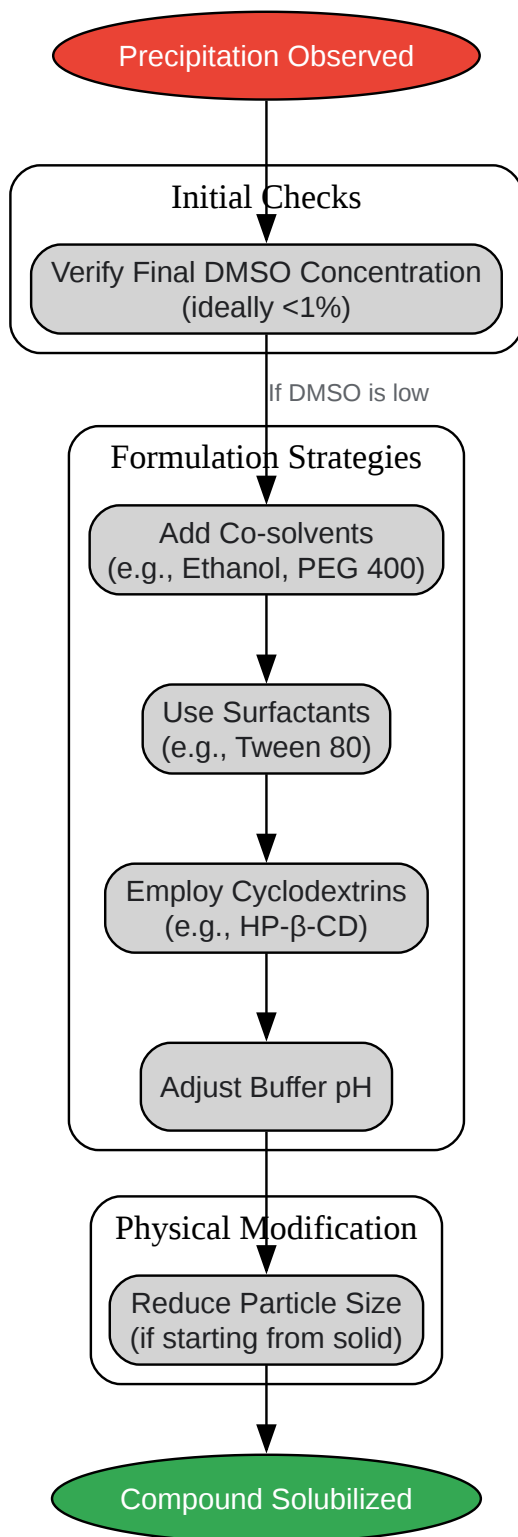 Precipitation Observed
Initial Checks
Verify Final DMSO Concentration
(ideally <1%)
If DMSO is low
Formulation Strategies
Add Co-solvents
(e.g., Ethanol, PEG 400)
Use Surfactants
(e.g., Tween 80)
Employ Cyclodextrins
(e.g., HP-β-CD)
Adjust Buffer pH
Physical Modification
Reduce Particle Size
(if starting from solid)
Compound Solubilized